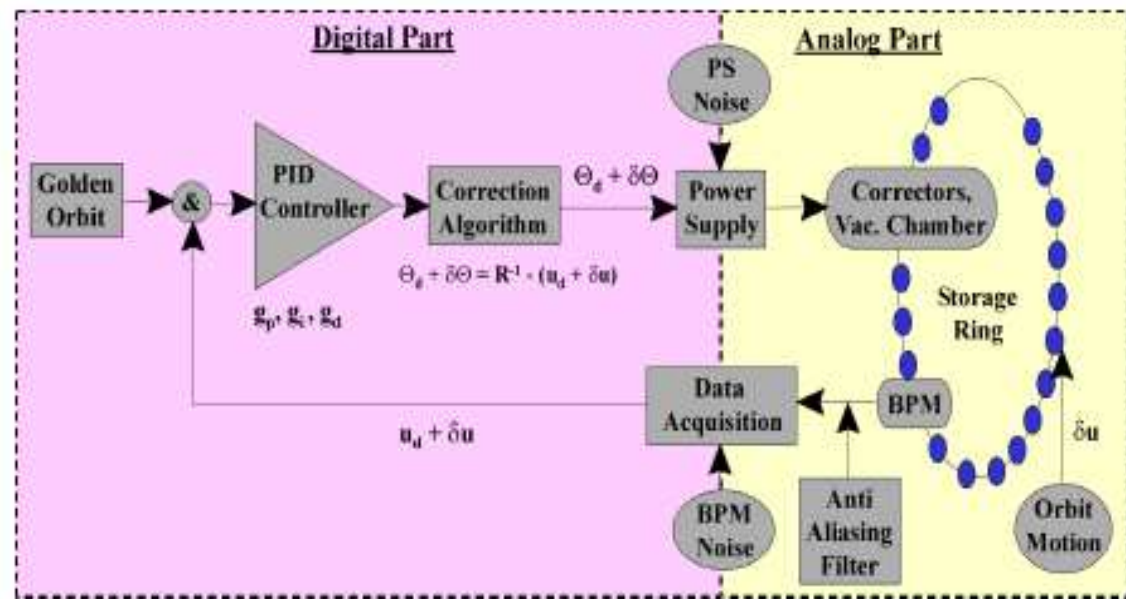 Digital Part
Analog Part
PS
Noise
Golden
Orbit
&
PID
Controller
Correction
Algorithm
Θd + δΘ
Power
Supply
Correctors,
Vac. Chamber
Θd + δΘ = R⁻¹ · (ud + δu)
gp, gi, gd
Storage
Ring
Data
Acquisition
BPM
ud + δu
δu
BPM
Noise
Anti
Aliasing
Filter
Orbit
Motion